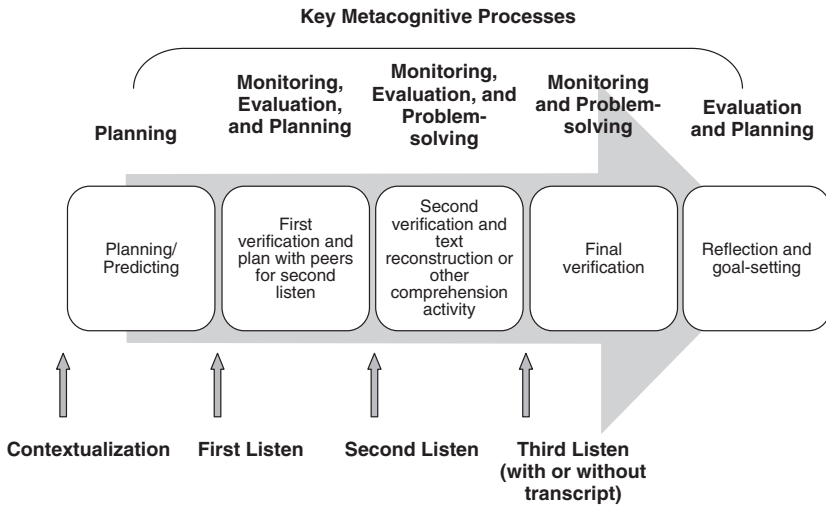 Key Metacognitive Processes
Planning
Monitoring,
Evaluation,
and Planning
Monitoring,
Evaluation, and
Problem-
solving
Monitoring
and Problem-
solving
Evaluation
and Planning
Planning/
Predicting
First
verification and
plan with peers
for second
listen
Second
verification and
text
reconstruction or
other
comprehension
activity
Final
verification
Reflection and
goal-setting
Contextualization
First Listen
Second Listen
Third Listen
(with or without
transcript)